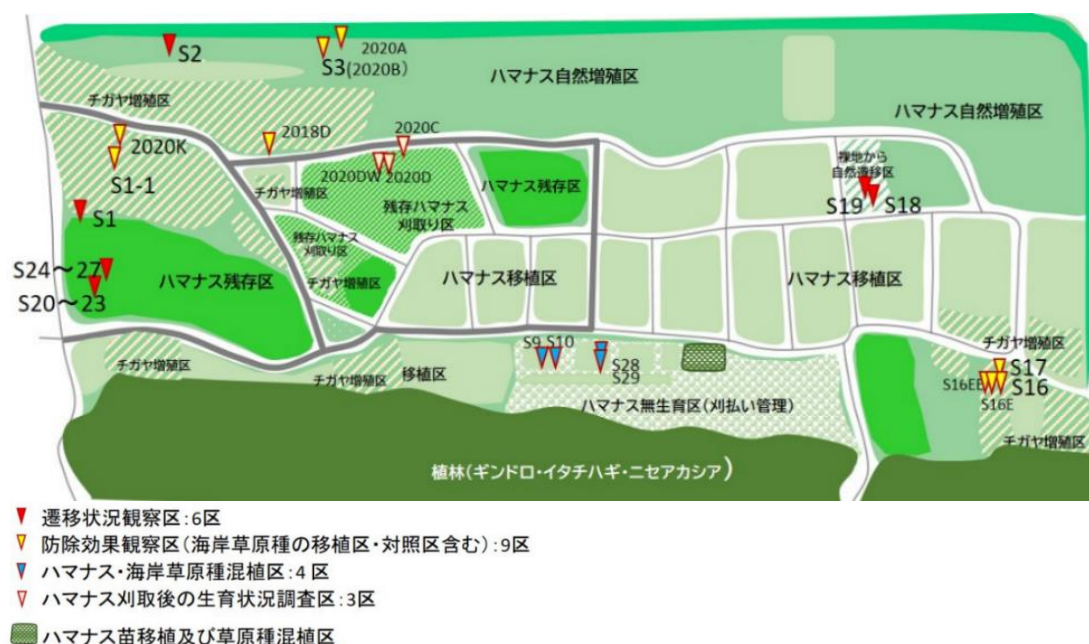 S2
S3(2020B)
2020A
ハマナス自然増殖区
チガヤ増殖区
ハマナス自然増殖区
2018D
2020C
2020K
裸地から
自然遷移区
S1-1
2020DW
2020D
ハマナス残存区
チガヤ増殖区
残存ハマナス
刈取り区
S19
S18
S1
残存ハマナス
刈取り区
S24～27
ハマナス残存区
チガヤ増殖区
ハマナス移植区
ハマナス移植区
S20～23
S9
S10
チガヤ増殖区
S28
S29
チガヤ増殖区
チガヤ増殖区
移植区
S17
S16EE
S16
S16E
ハマナス無生育区(刈払い管理)
チガヤ増殖区
植林(ギンドロ・イタチハギ・ニセアカシア)
遷移状況観察区:6区
防除効果観察区(海岸草原種の移植区・対照区含む):9区
ハマナス・海岸草原種混植区:4区
ハマナス刈取後の生育状況調査区:3区
ハマナス苗移植及び草原種混植区